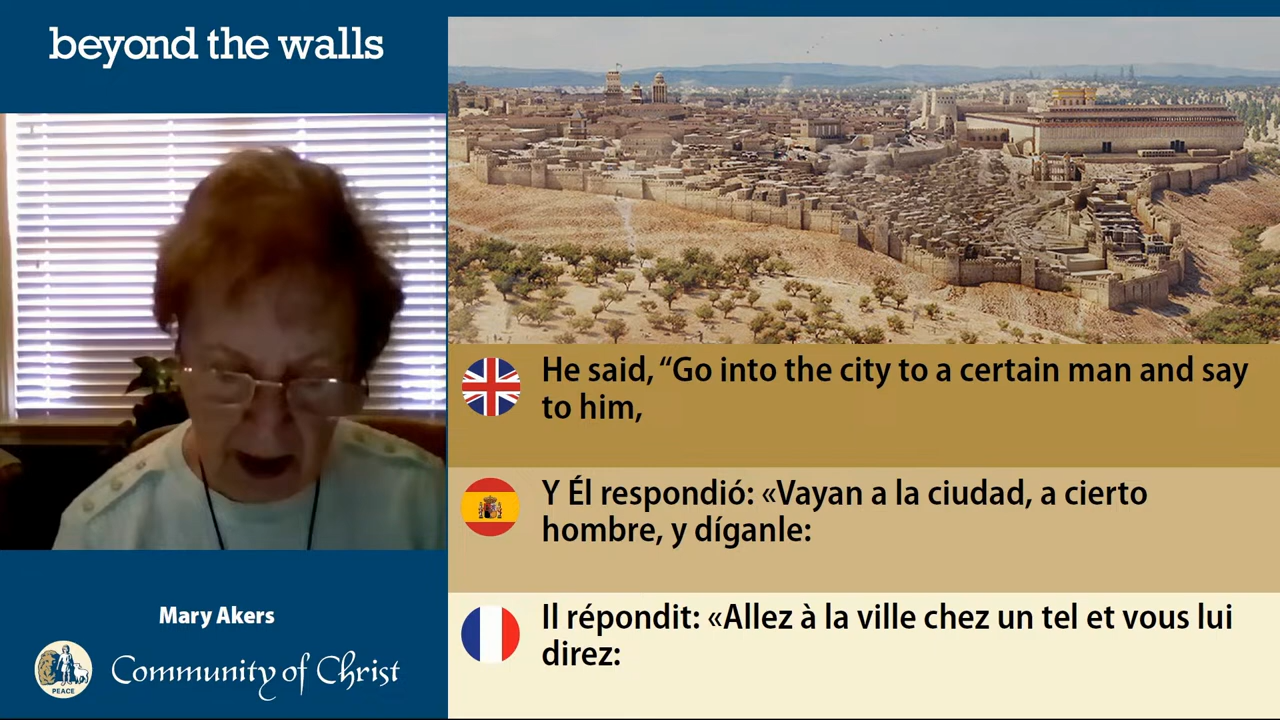 beyond the walls
He said, “Go into the city to a certain man and say
to him,
Y Él respondió: «Vayan a la ciudad, a cierto
hombre, y díganle:
Il répondit: «Allez à la ville chez un tel et vous lui
direz:
Mary Akers
PEACE
Community of Christ